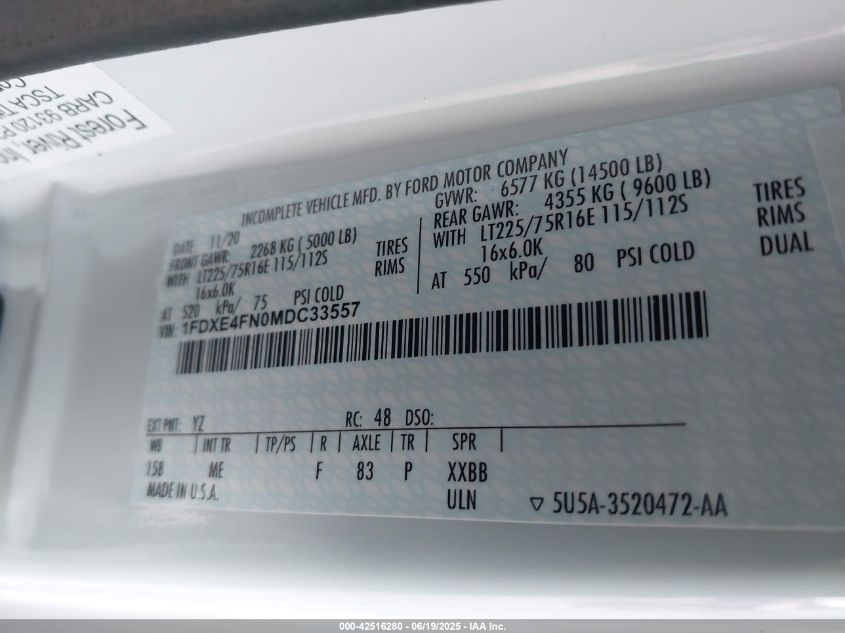 Forest River, Inc
CARB 93120 P
TSCA T
INCOMPLETE VEHICLE MFD. BY FORD MOTOR COMPANY
DATE: 11/20
FRONT GAWR: 2268 KG ( 5000 LB)
WITH LT225/75R16E 115/112S TIRES
16x6.0K RIMS
AT 520 kPa/ 75 PSI COLD
GVWR: 6577 KG (14500 LB)
REAR GAWR: 4355 KG ( 9600 LB)
WITH LT225/75R16E 115/112S TIRES
16x6.0K RIMS
AT 550 kPa/ 80 PSI COLD DUAL
VIN: 1FDXE4FN0MDC33557
EXT PNT: YZ RC: 48 DSO:
WB INT TR TP/PS R AXLE TR SPR
158 ME F 83 P XXBB
MADE IN U.S.A. ULN 5U5A-3520472-AA
000-42516280 - 06/19/2025 - IAA Inc.